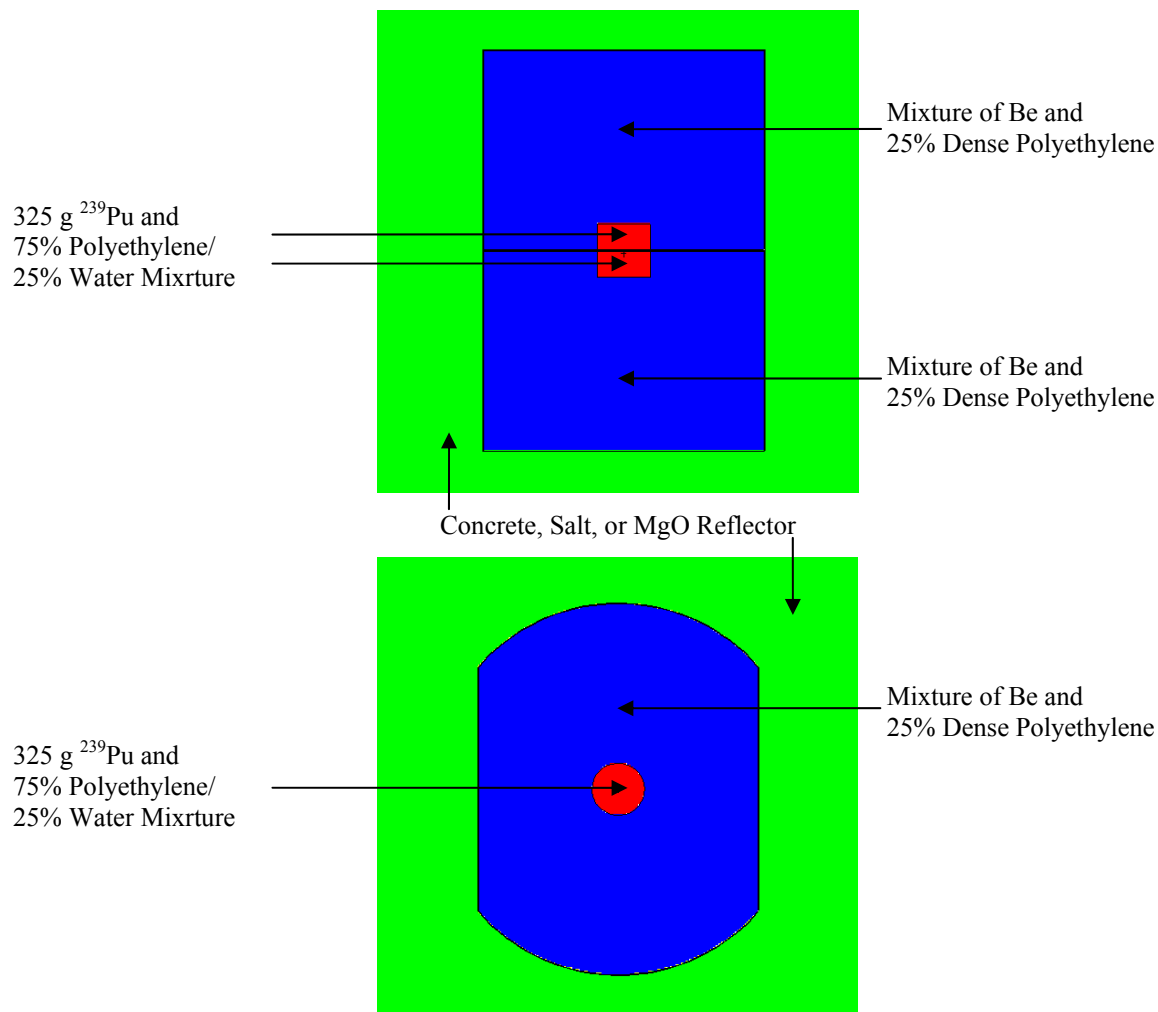 Mixture of Be and
25% Dense Polyethylene
325 g 239Pu and
75% Polyethylene/
25% Water Mixrture
Mixture of Be and
25% Dense Polyethylene
Concrete, Salt, or MgO Reflector
Mixture of Be and
25% Dense Polyethylene
325 g 239Pu and
75% Polyethylene/
25% Water Mixrture